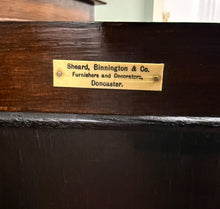 Sheard, Binnington & Co.
Furnishers and Decorators,
Doncaster.